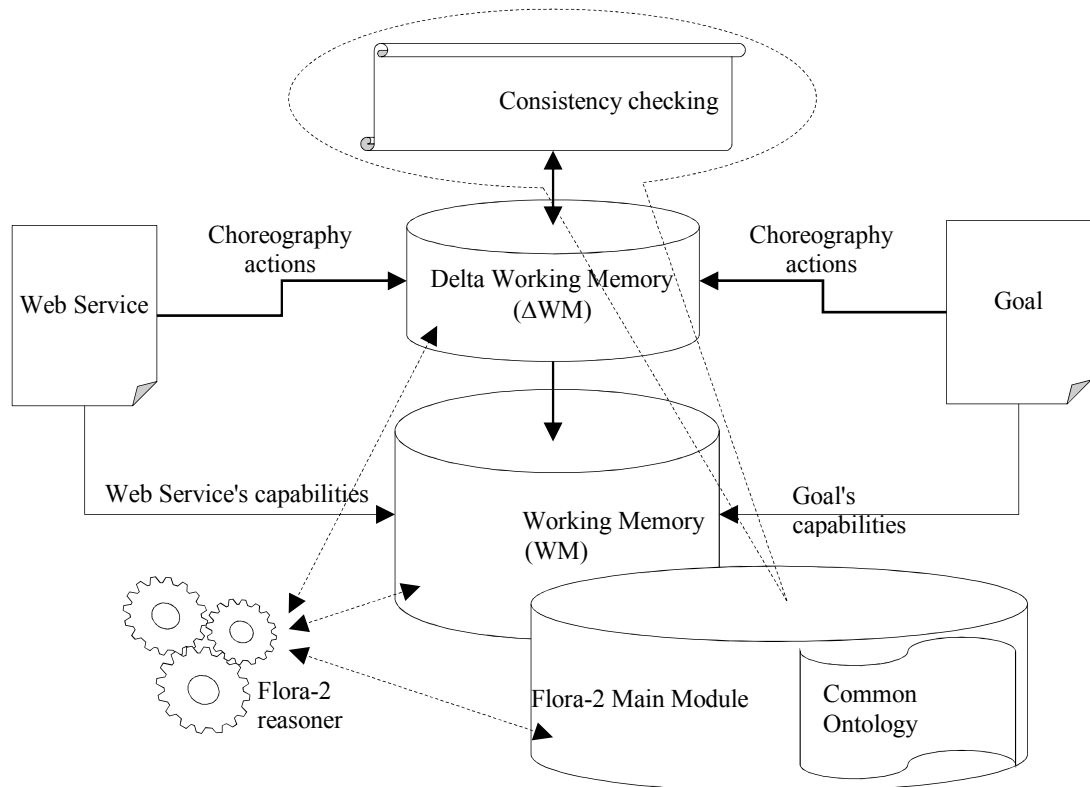 Consistency checking
Choreography
actions
Choreography
actions
Web Service
Delta Working Memory
(ΔWM)
Goal
Web Service's capabilities
Goal's
capabilities
Working Memory
(WM)
Flora-2
reasoner
Flora-2 Main Module
Common
Ontology